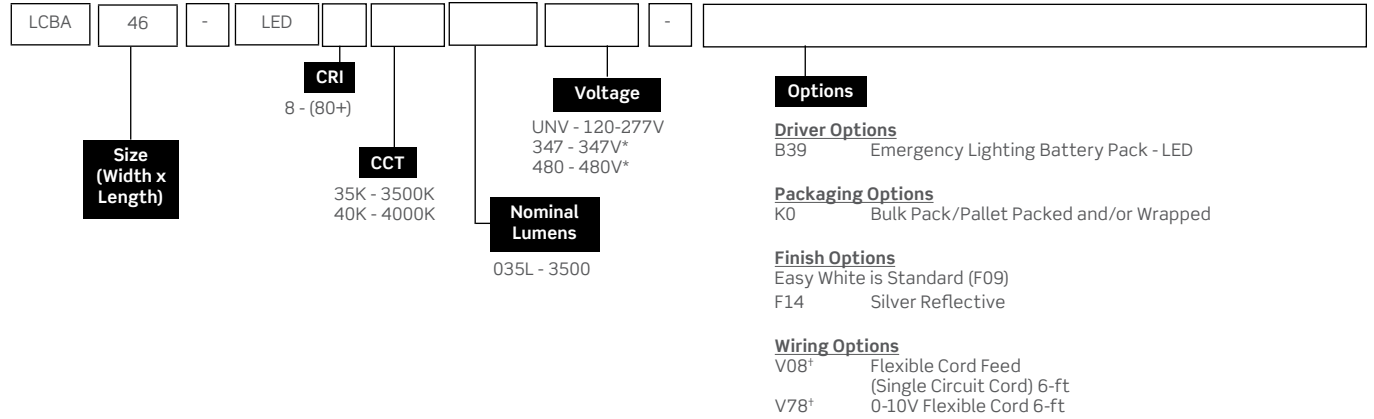 LCBA 46 - LED -
CRI
8 - (80+)
Voltage
UNV - 120-277V
347 - 347V*
480 - 480V*
Size
(Width x
Length)
CCT
35K - 3500K
40K - 4000K
Nominal
Lumens
035L - 3500
Options
Driver Options
B39 Emergency Lighting Battery Pack - LED
Packaging Options
K0 Bulk Pack/Pallet Packed and/or Wrapped
Finish Options
Easy White is Standard (F09)
F14 Silver Reflective
Wiring Options
V08† Flexible Cord Feed
(Single Circuit Cord) 6-ft
V78† 0-10V Flexible Cord 6-ft